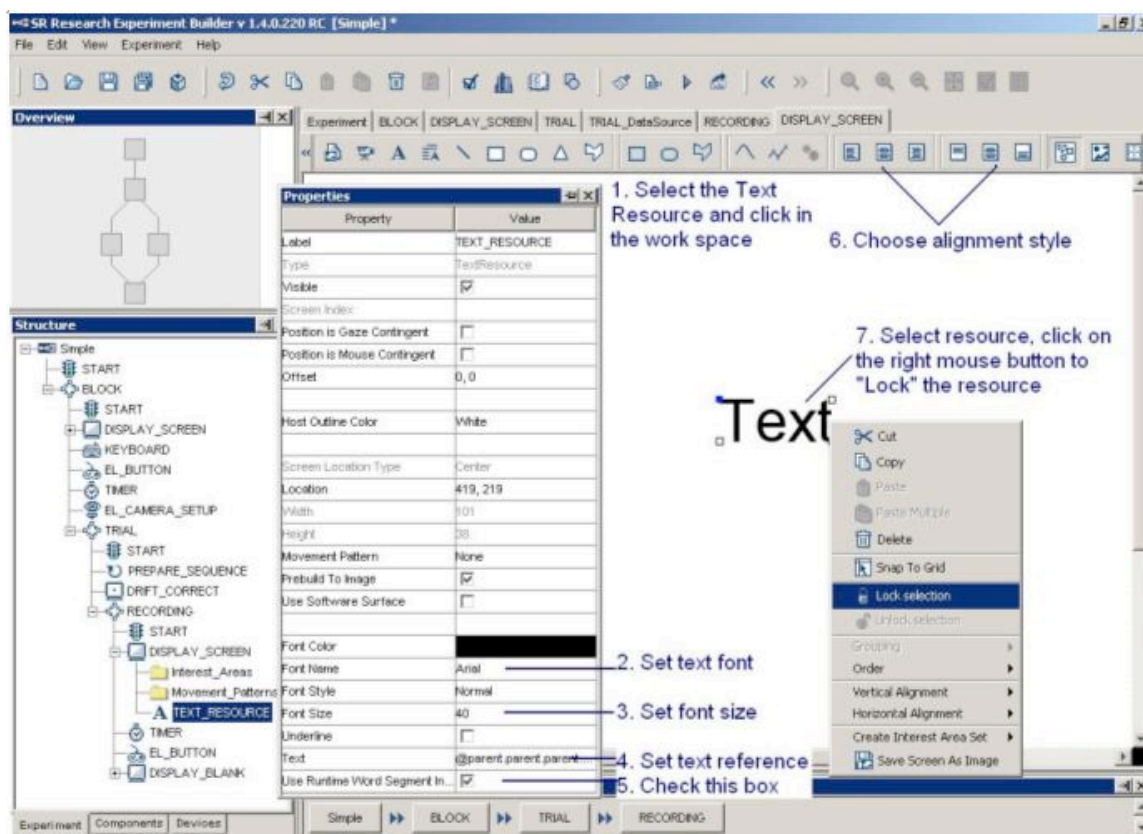 SR Research Experiment Builder v 1.4.0.220 RC [Simple] *
File Edit View Experiment Help
Overview
Experiment BLOCK DISPLAY_SCREEN TRIAL TRIAL_DataSource RECORDING DISPLAY_SCREEN
Structure
Simple
START
BLOCK
START
DISPLAY_SCREEN
KEYBOARD
EL_BUTTON
TIMER
EL_CAMERA_SETUP
TRIAL
START
PREPARE_SEQUENCE
DRIFT_CORRECT
RECORDING
START
DISPLAY_SCREEN
Interest_Areas
Movement_Patterns
TEXT_RESOURCE
TIMER
EL_BUTTON
DISPLAY_BLANK
Experiment Components Devices
Properties
Property Value
Label TEXT_RESOURCE
Type TextResource
Visible
Screen Index
Position is Gaze Contingent
Position is Mouse Contingent
Offset 0, 0
Host Outline Color White
Screen Location Type Center
Location 419, 219
Width 101
Height 38
Movement Pattern None
Prebuild To Image
Use Software Surface
Font Color
Font Name Arial
Font Style Normal
Font Size 40
Underline
Text @parent.parent.parent
Use Runtime Word Segment In...
1. Select the Text
Resource and click in
the work space
6. Choose alignment style
7. Select resource, click on
the right mouse button to
"Lock" the resource
Text
Cut
Copy
Paste
Paste Multiple
Delete
Snap To Grid
Lock selection
Unlock selection
Grouping
Order
Vertical Alignment
Horizontal Alignment
Create Interest Area Set
Save Screen As Image
2. Set text font
3. Set font size
4. Set text reference
5. Check this box
Simple BLOCK TRIAL RECORDING